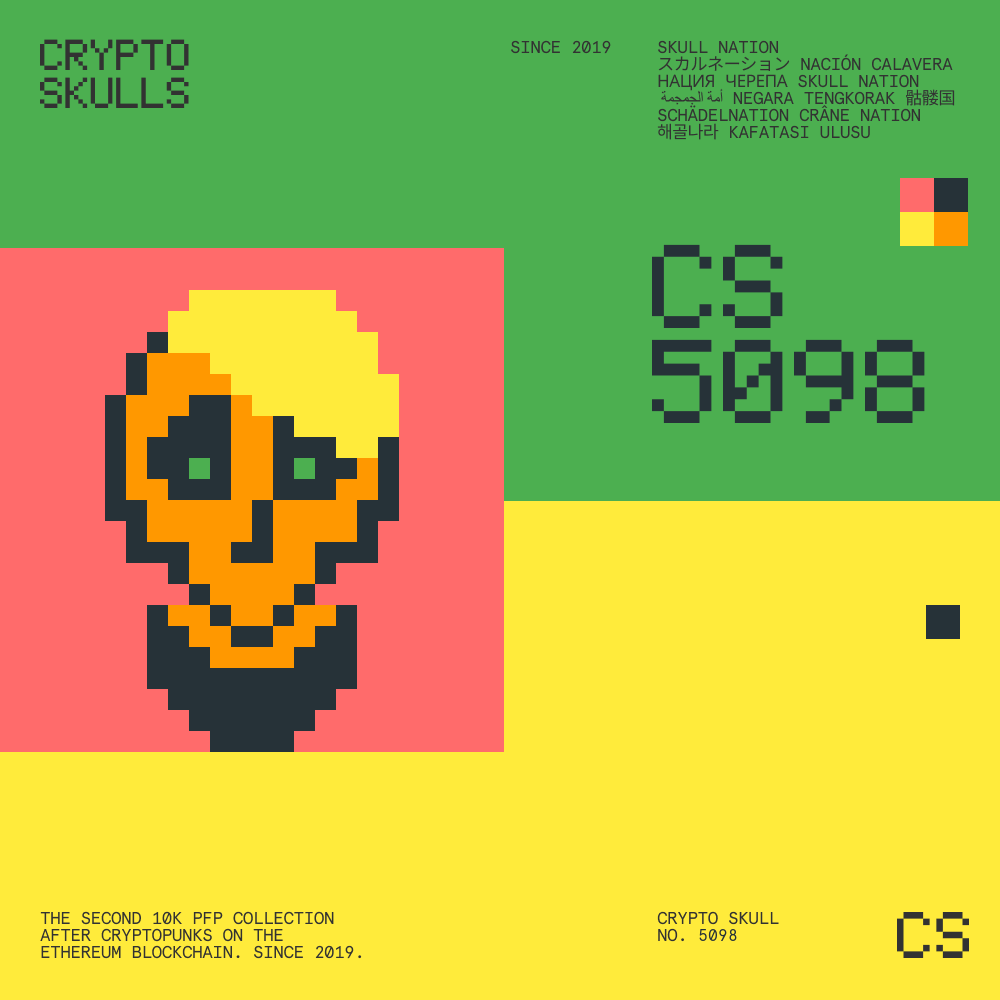 CRYPTO
SKULLS
SINCE 2019
SKULL NATION
スカルネーション NACIÓN CALAVERA
НАЦИЯ ЧЕРЕПА SKULL NATION
أمة الجمجمة NEGARA TENGKORAK 骷髅国
SCHÄDELNATION CRÂNE NATION
해골나라 KAFATASI ULUSU
CS
5098
THE SECOND 10K PFP COLLECTION
AFTER CRYPTOPUNKS ON THE
ETHEREUM BLOCKCHAIN. SINCE 2019.
CRYPTO SKULL
NO. 5098
CS